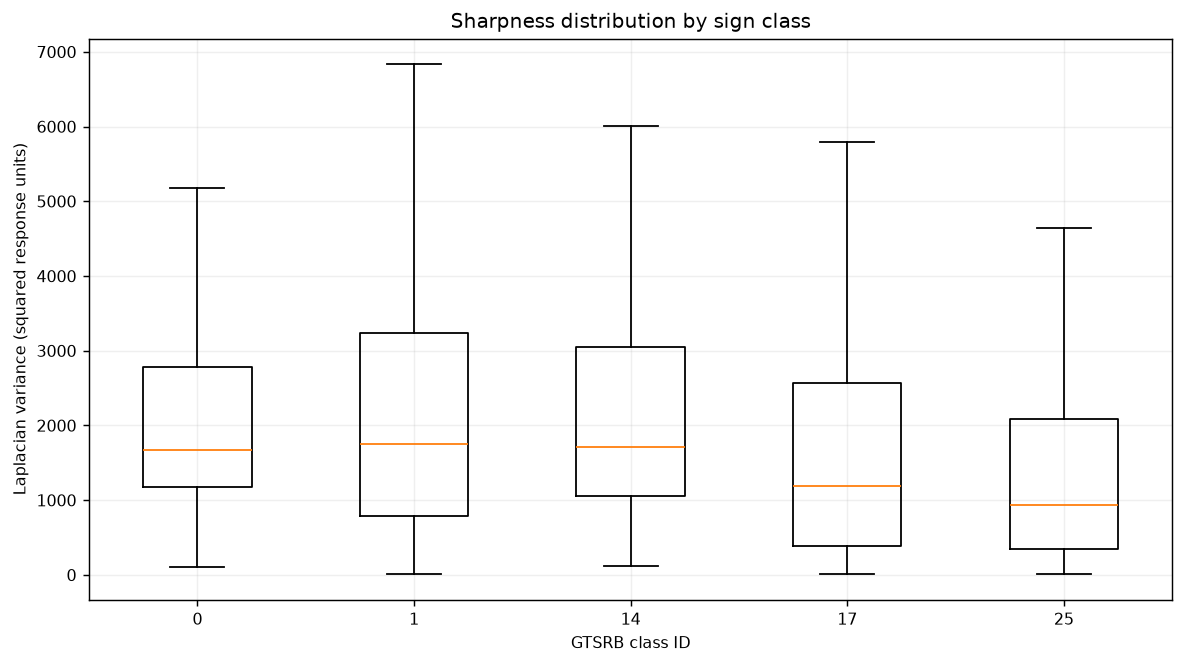 Sharpness distribution by sign class
Laplacian variance (squared response units)
7000
6000
5000
4000
3000
2000
1000
0
0 1 14 17 25
GTSRB class ID